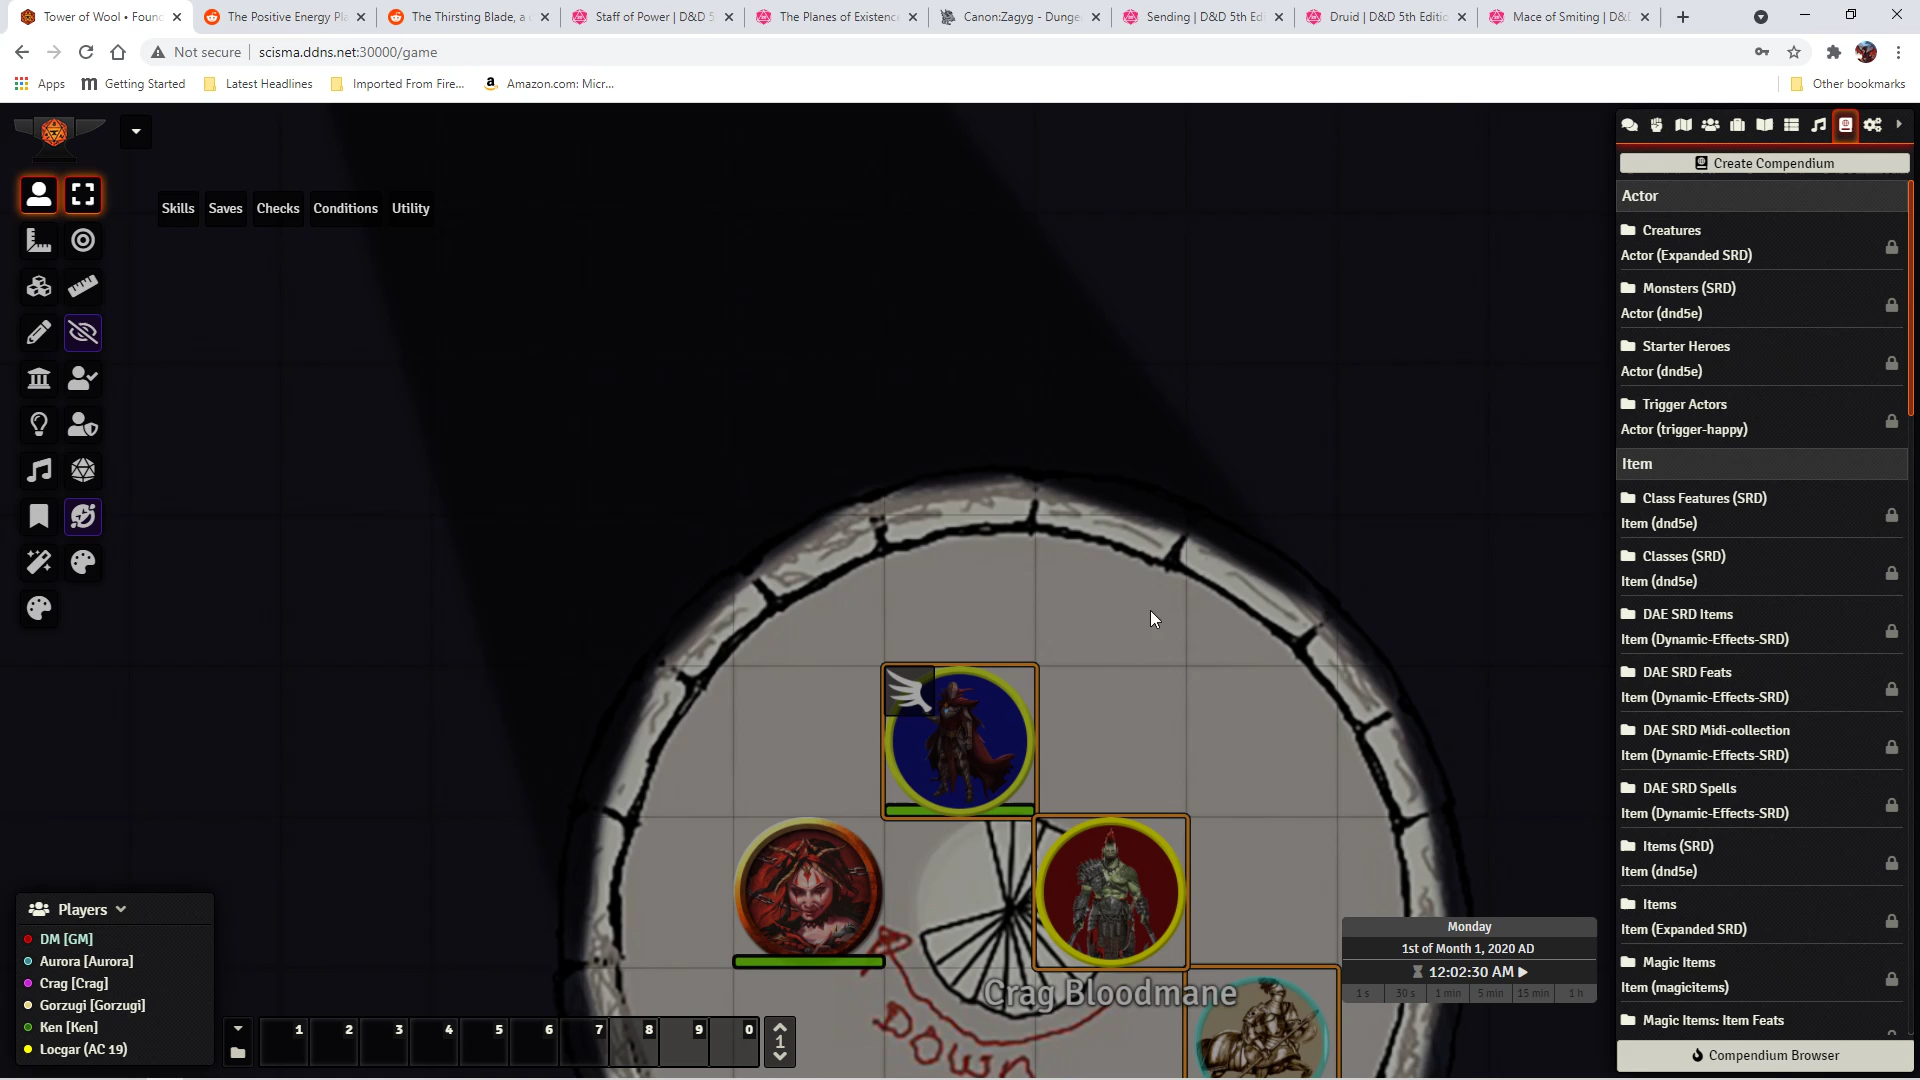 Tower of Wool • Foun
The Positive Energy Pl
The Thirsting Blade, a
Staff of Power | D&D 5
The Planes of Existenc
Canon:Zagyg - Dunge
Sending | D&D 5th Edi
Druid | D&D 5th Editio
Mace of Smiting | D&
Not secure
scisma.ddns.net:30000/game
Apps
Getting Started
Latest Headlines
Imported From Fire...
Amazon.com: Micr...
Other bookmarks
Skills
Saves
Checks
Conditions
Utility
Create Compendium
Actor
Creatures
Actor (Expanded SRD)
Monsters (SRD)
Actor (dnd5e)
Starter Heroes
Actor (dnd5e)
Trigger Actors
Actor (trigger-happy)
Item
Class Features (SRD)
Item (dnd5e)
Classes (SRD)
Item (dnd5e)
DAE SRD Items
Item (Dynamic-Effects-SRD)
DAE SRD Feats
Item (Dynamic-Effects-SRD)
DAE SRD Midi-collection
Item (Dynamic-Effects-SRD)
DAE SRD Spells
Item (Dynamic-Effects-SRD)
Items (SRD)
Item (dnd5e)
Items
Item (Expanded SRD)
Magic Items
Item (magicitems)
Magic Items: Item Feats
Compendium Browser
Players
DM [GM]
Aurora [Aurora]
Crag [Crag]
Gorzugi [Gorzugi]
Ken [Ken]
Locgar (AC 19)
1 2 3 4 5 6 7 8 9 0
1
Crag Bloodmane
DOWN
Monday
1st of Month 1, 2020 AD
12:02:30 AM
1 s 30 s 1 min 5 min 15 min 1 h